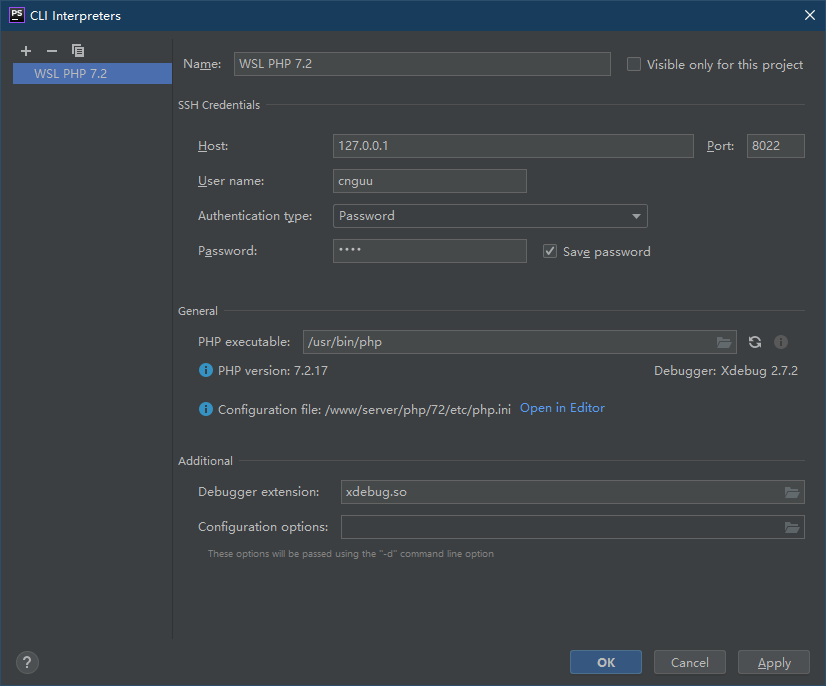 PS CLI Interpreters
WSL PHP 7.2
Name: WSL PHP 7.2 Visible only for this project
SSH Credentials
Host: 127.0.0.1 Port: 8022
User name: cnguu
Authentication type: Password
Password: •••• Save password
General
PHP executable: /usr/bin/php
PHP version: 7.2.17 Debugger: Xdebug 2.7.2
Configuration file: /www/server/php/72/etc/php.ini Open in Editor
Additional
Debugger extension: xdebug.so
Configuration options:
These options will be passed using the "-d" command line option
? OK Cancel Apply